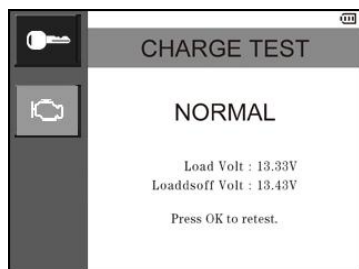 CHARGE TEST
NORMAL
Load Volt : 13.33V
Loaddsoff Volt : 13.43V
Press OK to retest.